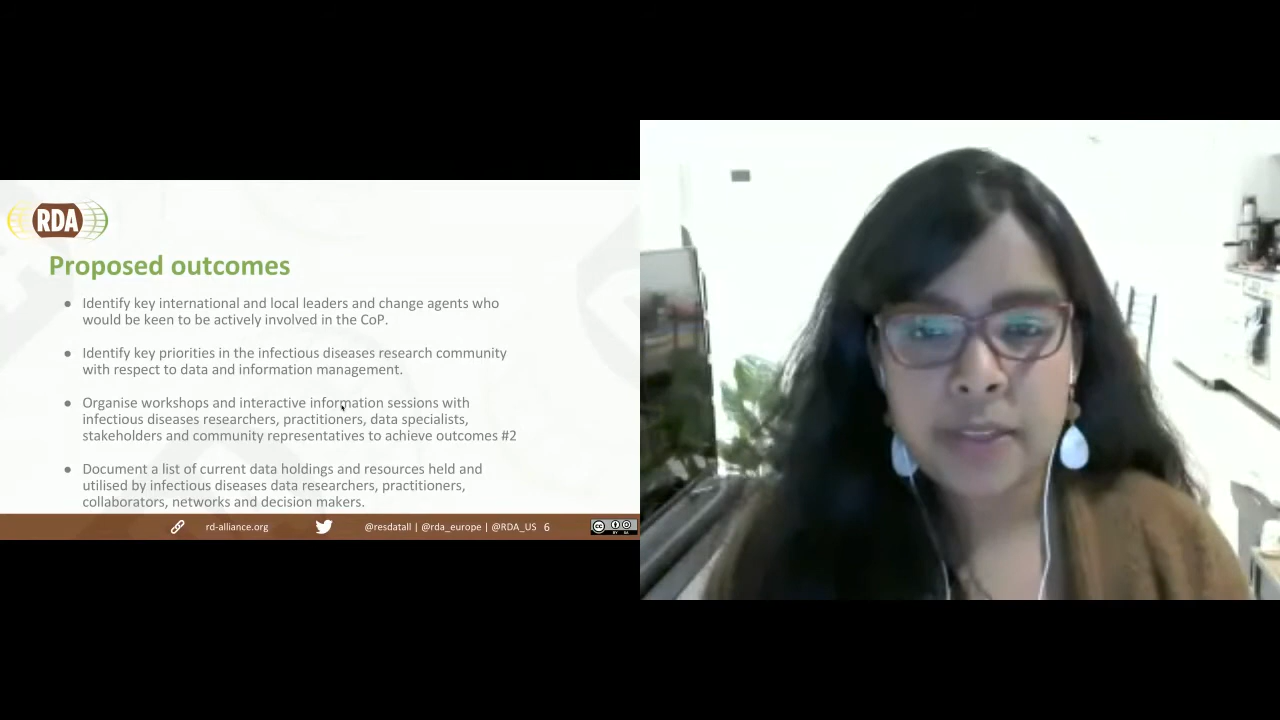 RDA
Proposed outcomes
● Identify key international and local leaders and change agents who
would be keen to be actively involved in the CoP.
● Identify key priorities in the infectious diseases research community
with respect to data and information management.
● Organise workshops and interactive information sessions with
infectious diseases researchers, practitioners, data specialists,
stakeholders and community representatives to achieve outcomes #2
● Document a list of current data holdings and resources held and
utilised by infectious diseases data researchers, practitioners,
collaborators, networks and decision makers.
rd-alliance.org @resdatall | @rda_europe | @RDA_US 6